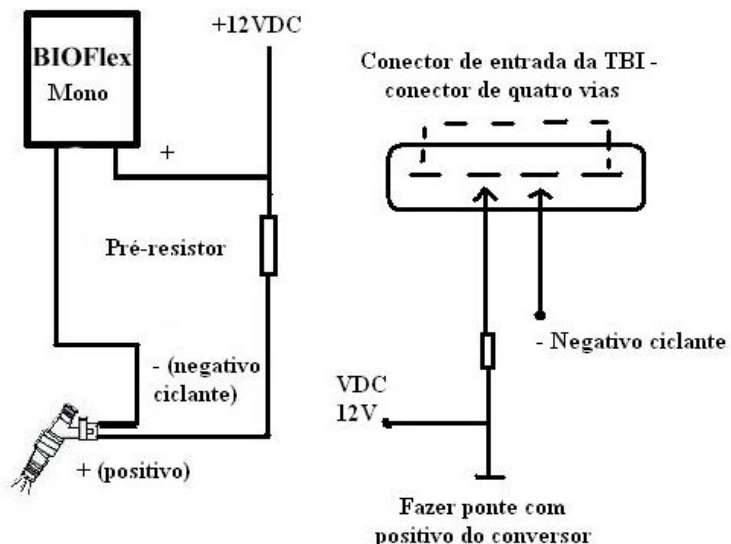 BIOFlex
Mono
+12VDC
+
Pré-resistor
- (negativo
ciclante)
+ (positivo)
Conector de entrada da TBI -
conector de quatro vias
- Negativo ciclante
VDC
12V
Fazer ponte com
positivo do conversor